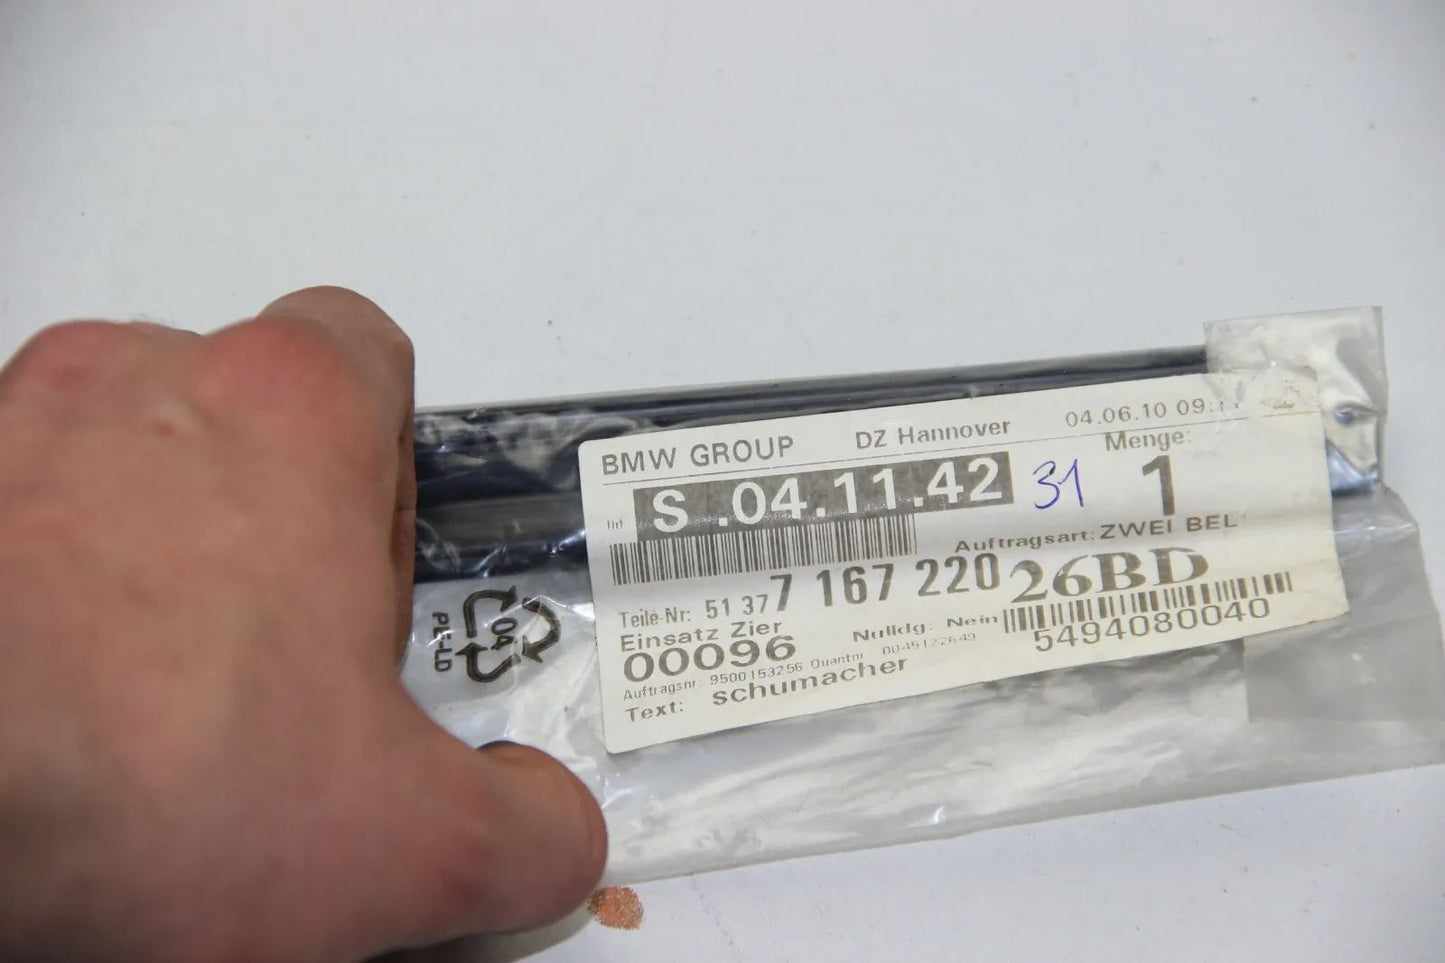 BMW GROUP DZ Hannover 04.06.10 09:
Menge:
S .04.11.42 31 1
Auftragsart: ZWEI BEL
Teile-Nr: 51 37 7 167 220 26BD
Einsatz Zier
00096 Nulldg: Nein
5494080040
Auftragsnr: 9500153256 Quantnr:
Text: schumacher
04
PE-LD